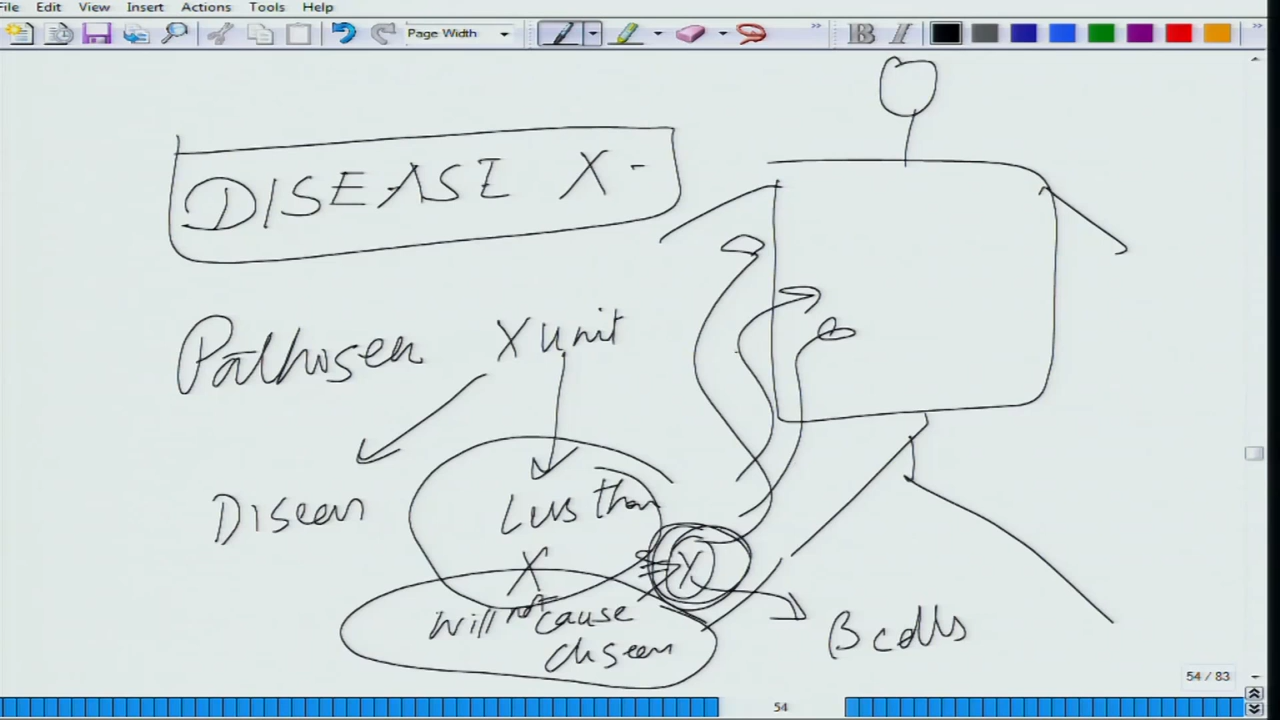 File Edit View Insert Actions Tools Help
Page Width
DISEASE X -
Pathogen X unit
Disease
Less than
X
Will not cause
disease
X
B cells
54 / 83
54